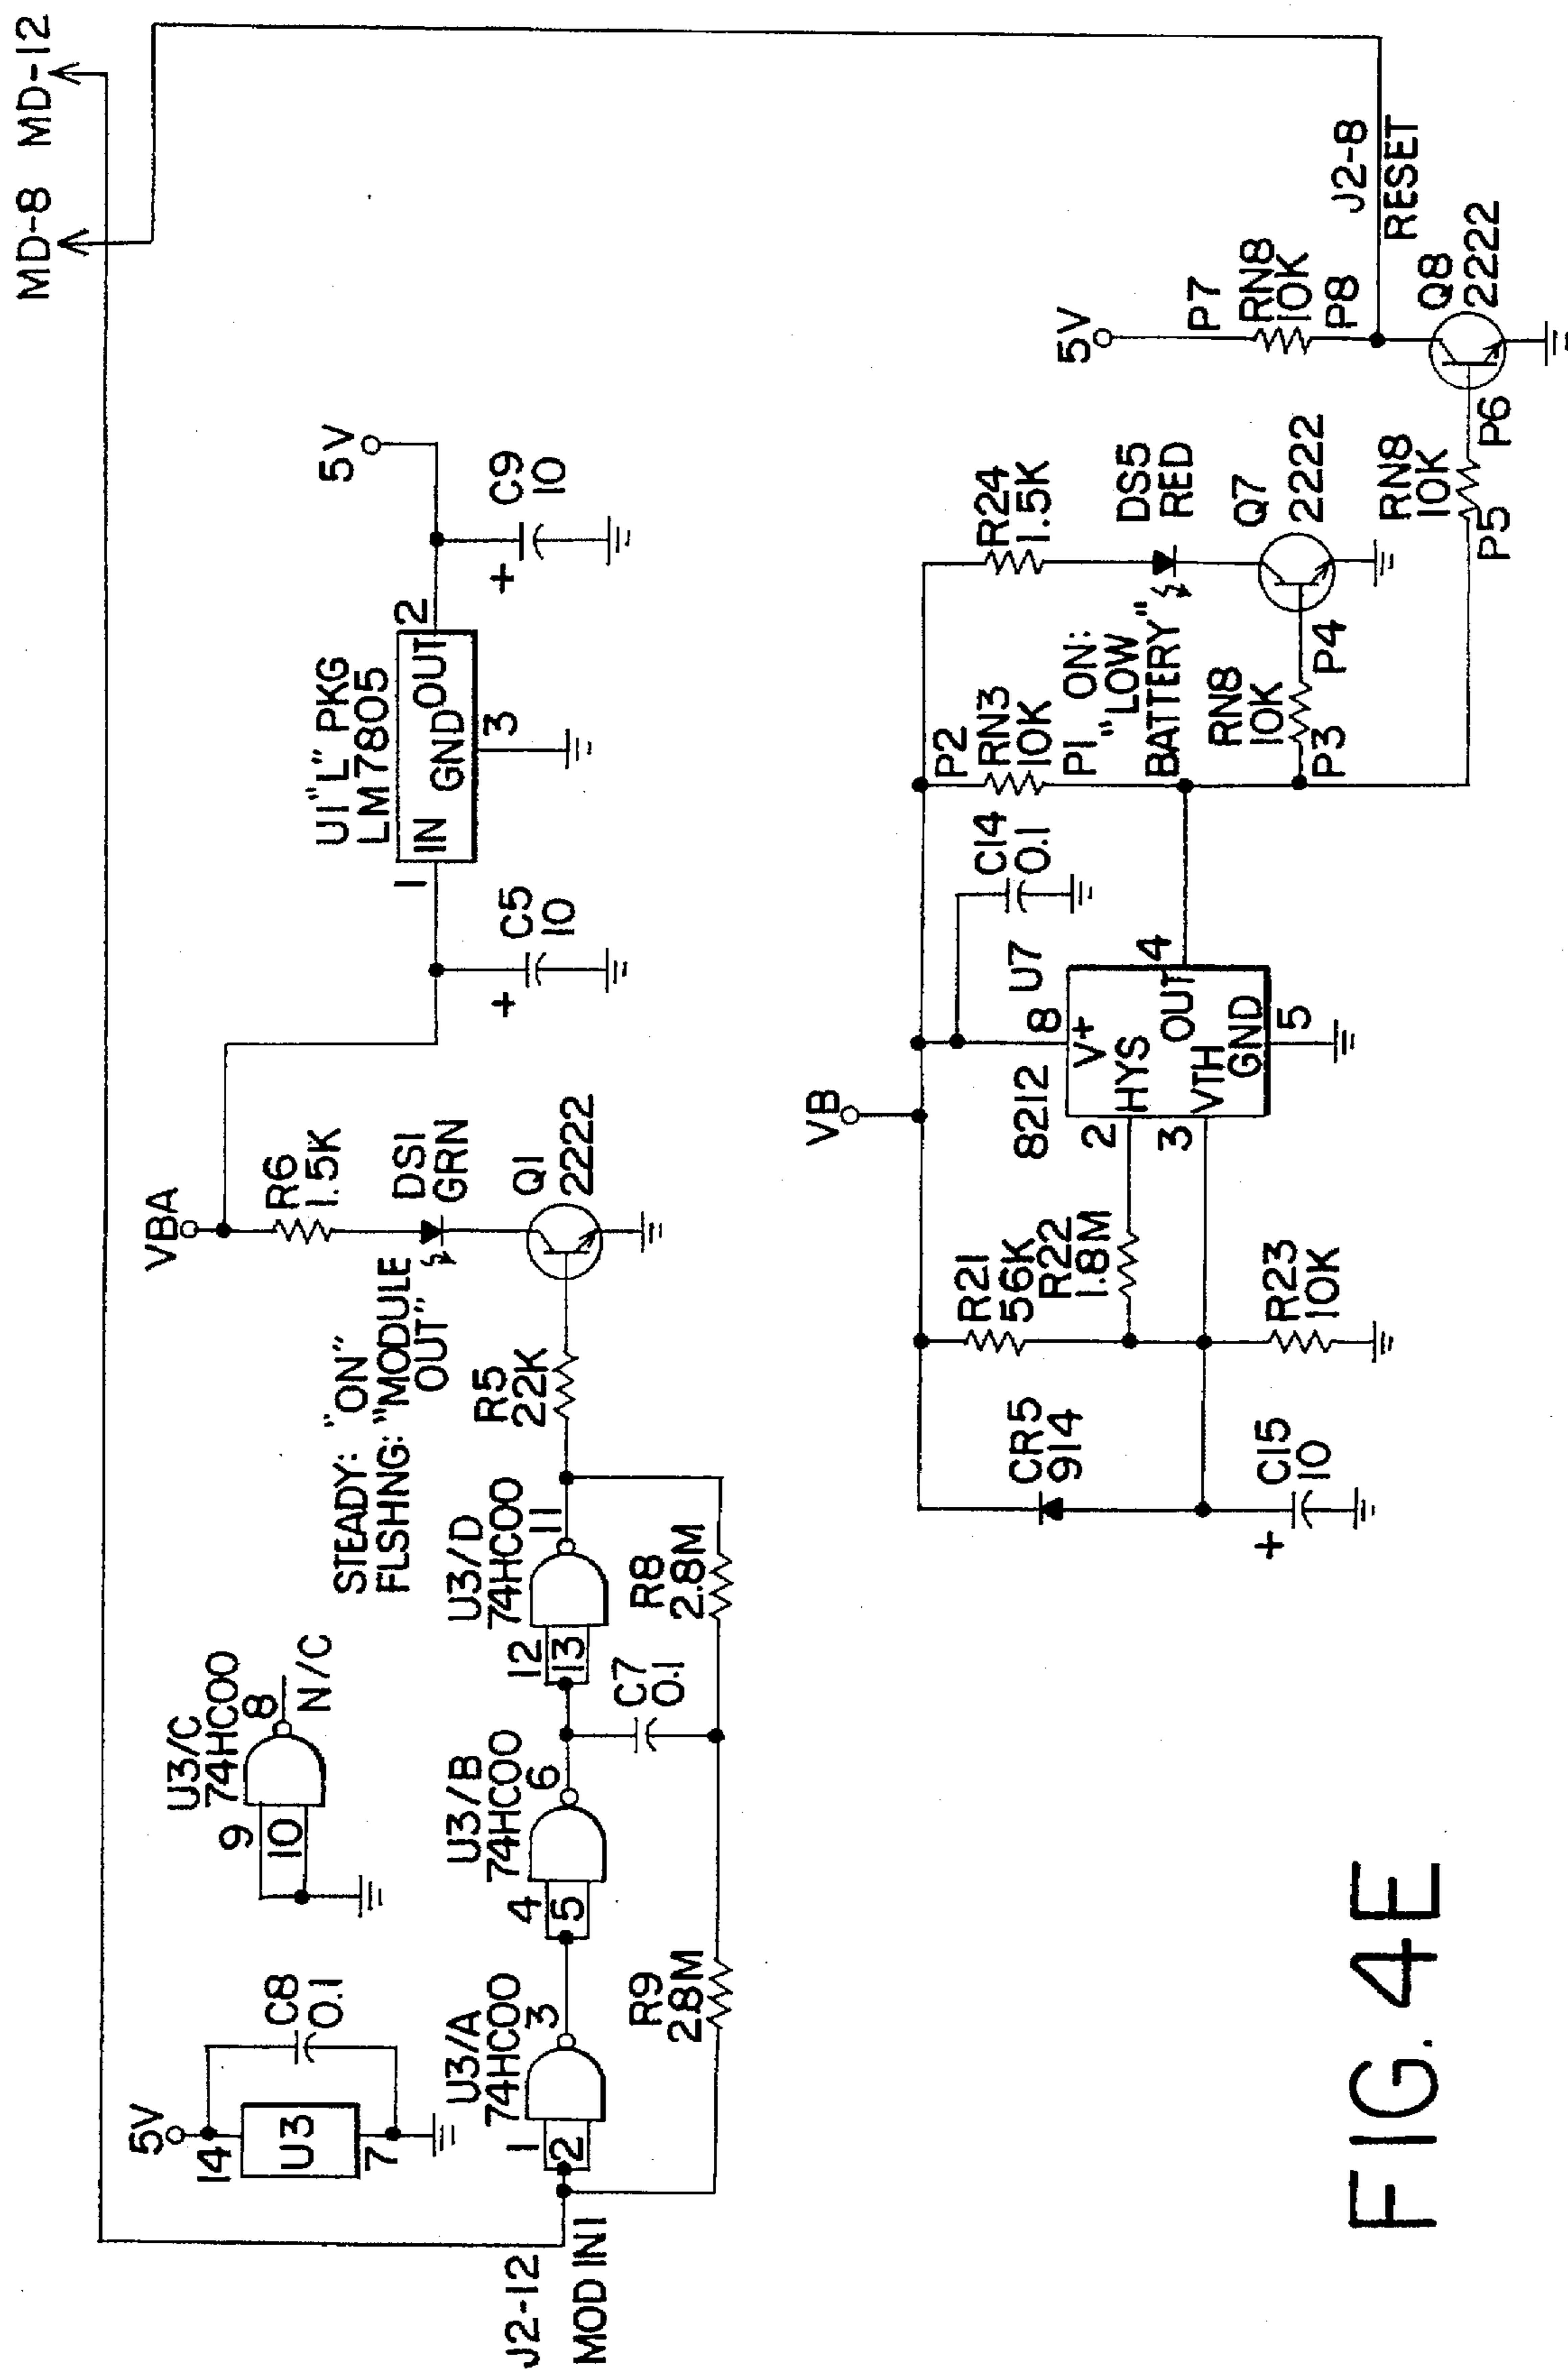 MD-8 MD-12
5V
14
U3
7
C8
0.1
U3/C
74HC00
9
10
8
N/C
VBA
R6
1.5K
STEADY: "ON"
FLSHNG: "MODULE
OUT"
DS1
GRN
Q1
2222
U1 "L" PKG
LM7805
1
IN
OUT
2
GND
3
C5
10
+
5V
C9
10
+
J2-12
MOD IN1
U3/A
74HC00
1
2
3
U3/B
74HC00
4
5
6
U3/D
74HC00
12
13
11
R5
22K
R9
2.8M
C7
0.1
R8
2.8M
VB
CR5
914
C15
10
+
R21
56K
R22
1.8M
R23
10K
8212
U7
8
V+
2
HYS
OUT
4
3
VTH
GND
5
C14
0.1
P2
RN3
10K
P1
ON:
"LOW
BATTERY"
R24
1.5K
DS5
RED
RN8
10K
P3
P4
Q7
2222
RN8
10K
P5
P6
5V
P7
RN8
10K
P8
J2-8
RESET
Q8
2222
FIG. 4E